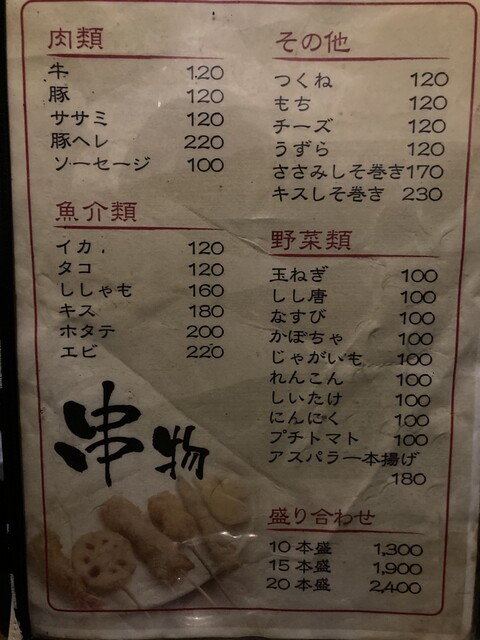 肉類
牛 120
豚 120
ササミ 120
豚ヘレ 220
ソーセージ 100
魚介類
イカ 120
タコ 120
ししゃも 160
キス 180
ホタテ 200
エビ 220
串物
その他
つくね 120
もち 120
チーズ 120
うずら 120
ささみしそ巻き 170
キスしそ巻き 230
野菜類
玉ねぎ 100
しし唐 100
なすび 100
かぼちゃ 100
じゃがいも 100
れんこん 100
しいたけ 100
にんにく 100
プチトマト 100
アスパラ一本揚げ
180
盛り合わせ
10本盛 1,300
15本盛 1,900
20本盛 2,400